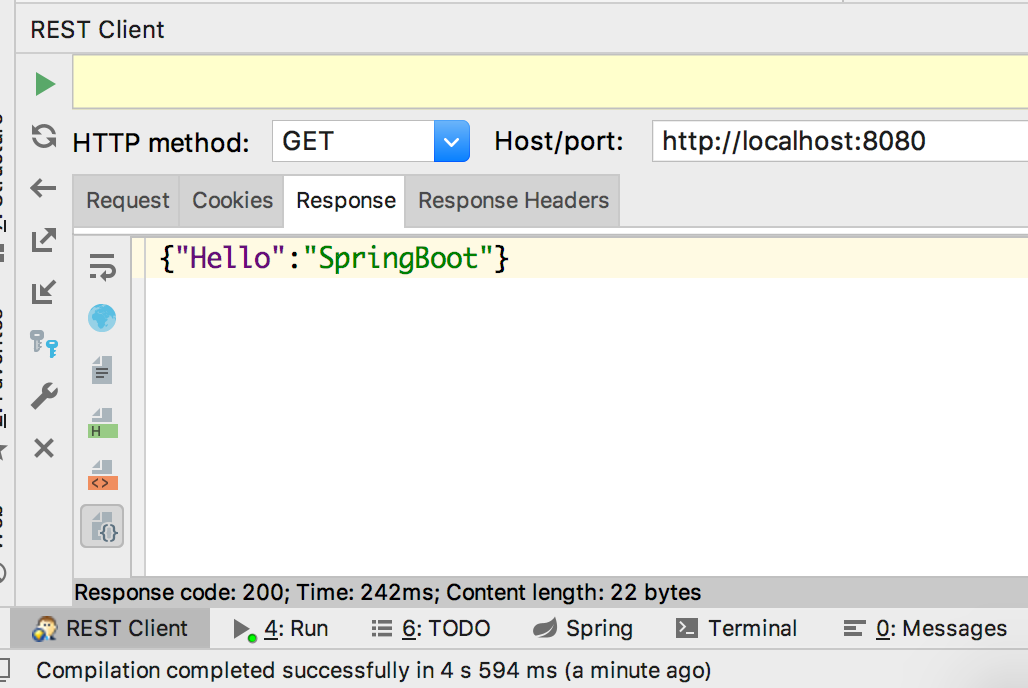 REST Client
HTTP method: GET Host/port: http://localhost:8080
Request Cookies Response Response Headers
{"Hello":"SpringBoot"}
H
<>
{}
Response code: 200; Time: 242ms; Content length: 22 bytes
REST Client 4: Run 6: TODO Spring Terminal 0: Messages
Compilation completed successfully in 4 s 594 ms (a minute ago)